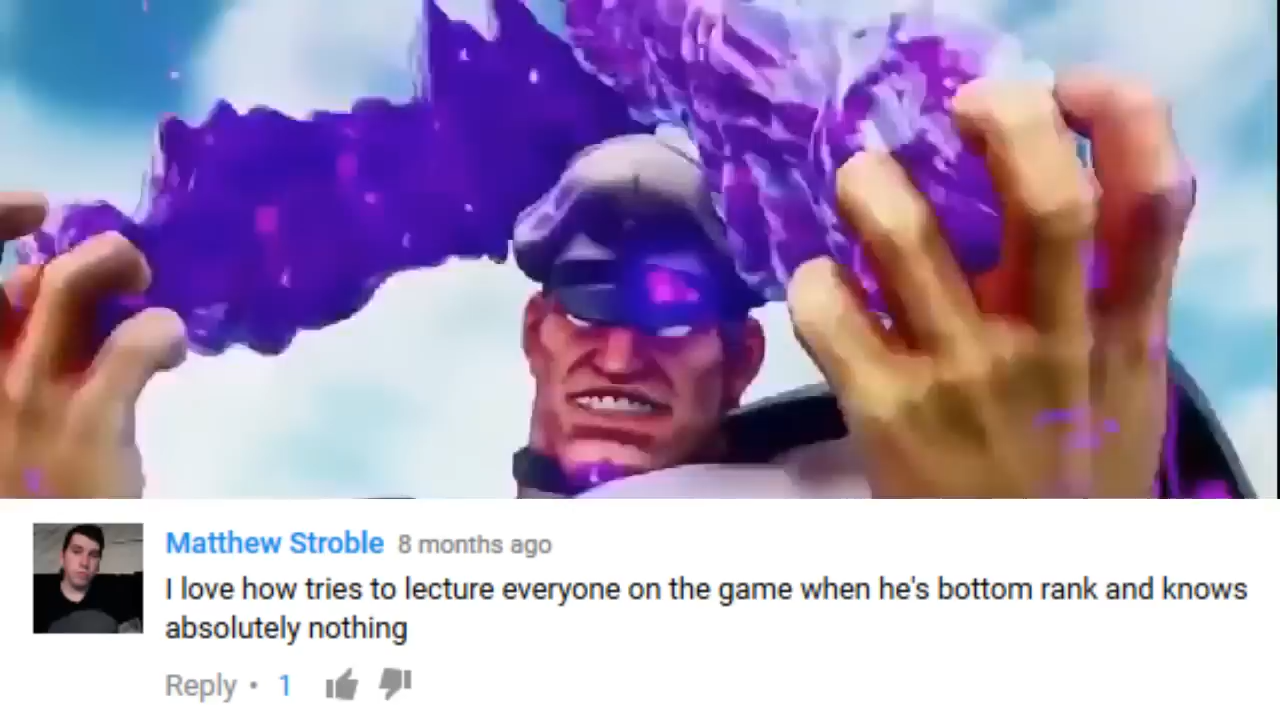 Matthew Stroble 8 months ago
I love how tries to lecture everyone on the game when he's bottom rank and knows
absolutely nothing
Reply • 1